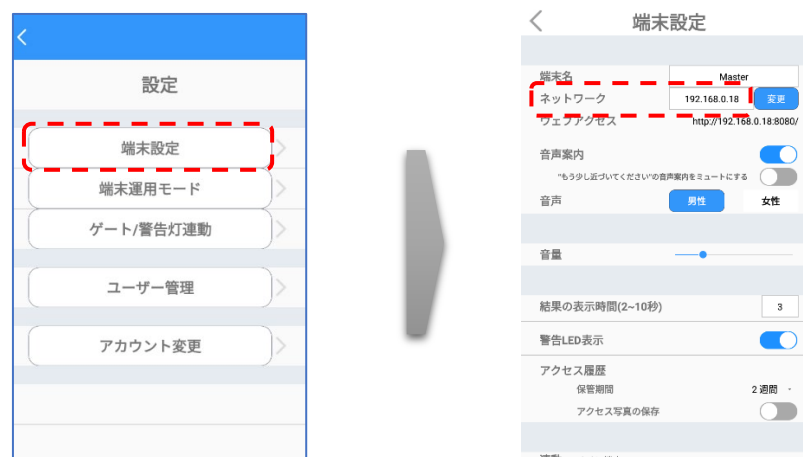 設定
端末設定
端末運用モード
ゲート/警告灯連動
ユーザー管理
アカウント変更
端末設定
端末名 Master
ネットワーク 192.168.0.18 変更
ウェブアクセス http://192.168.0.18:8080/
音声案内
"もう少し近づいてください"の音声案内をミュートにする
音声 男性 女性
音量
結果の表示時間(2~10秒) 3
警告LED表示
アクセス履歴
保管期間 2 週間
アクセス写真の保存